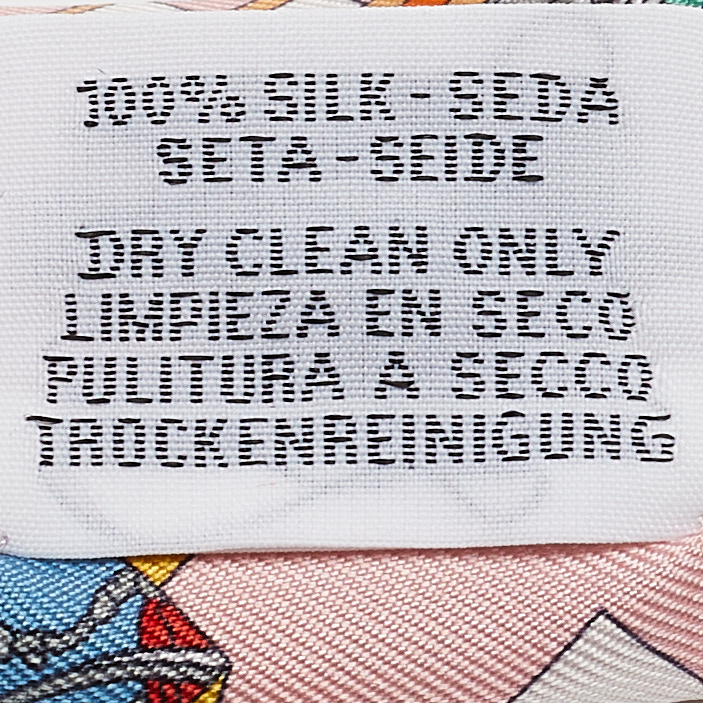 100% SILK - SEDA
SETA-SEIDE
DRY CLEAN ONLY
LIMPIEZA EN SECO
PULITURA A SECCO
TROCKENREINIGUNG